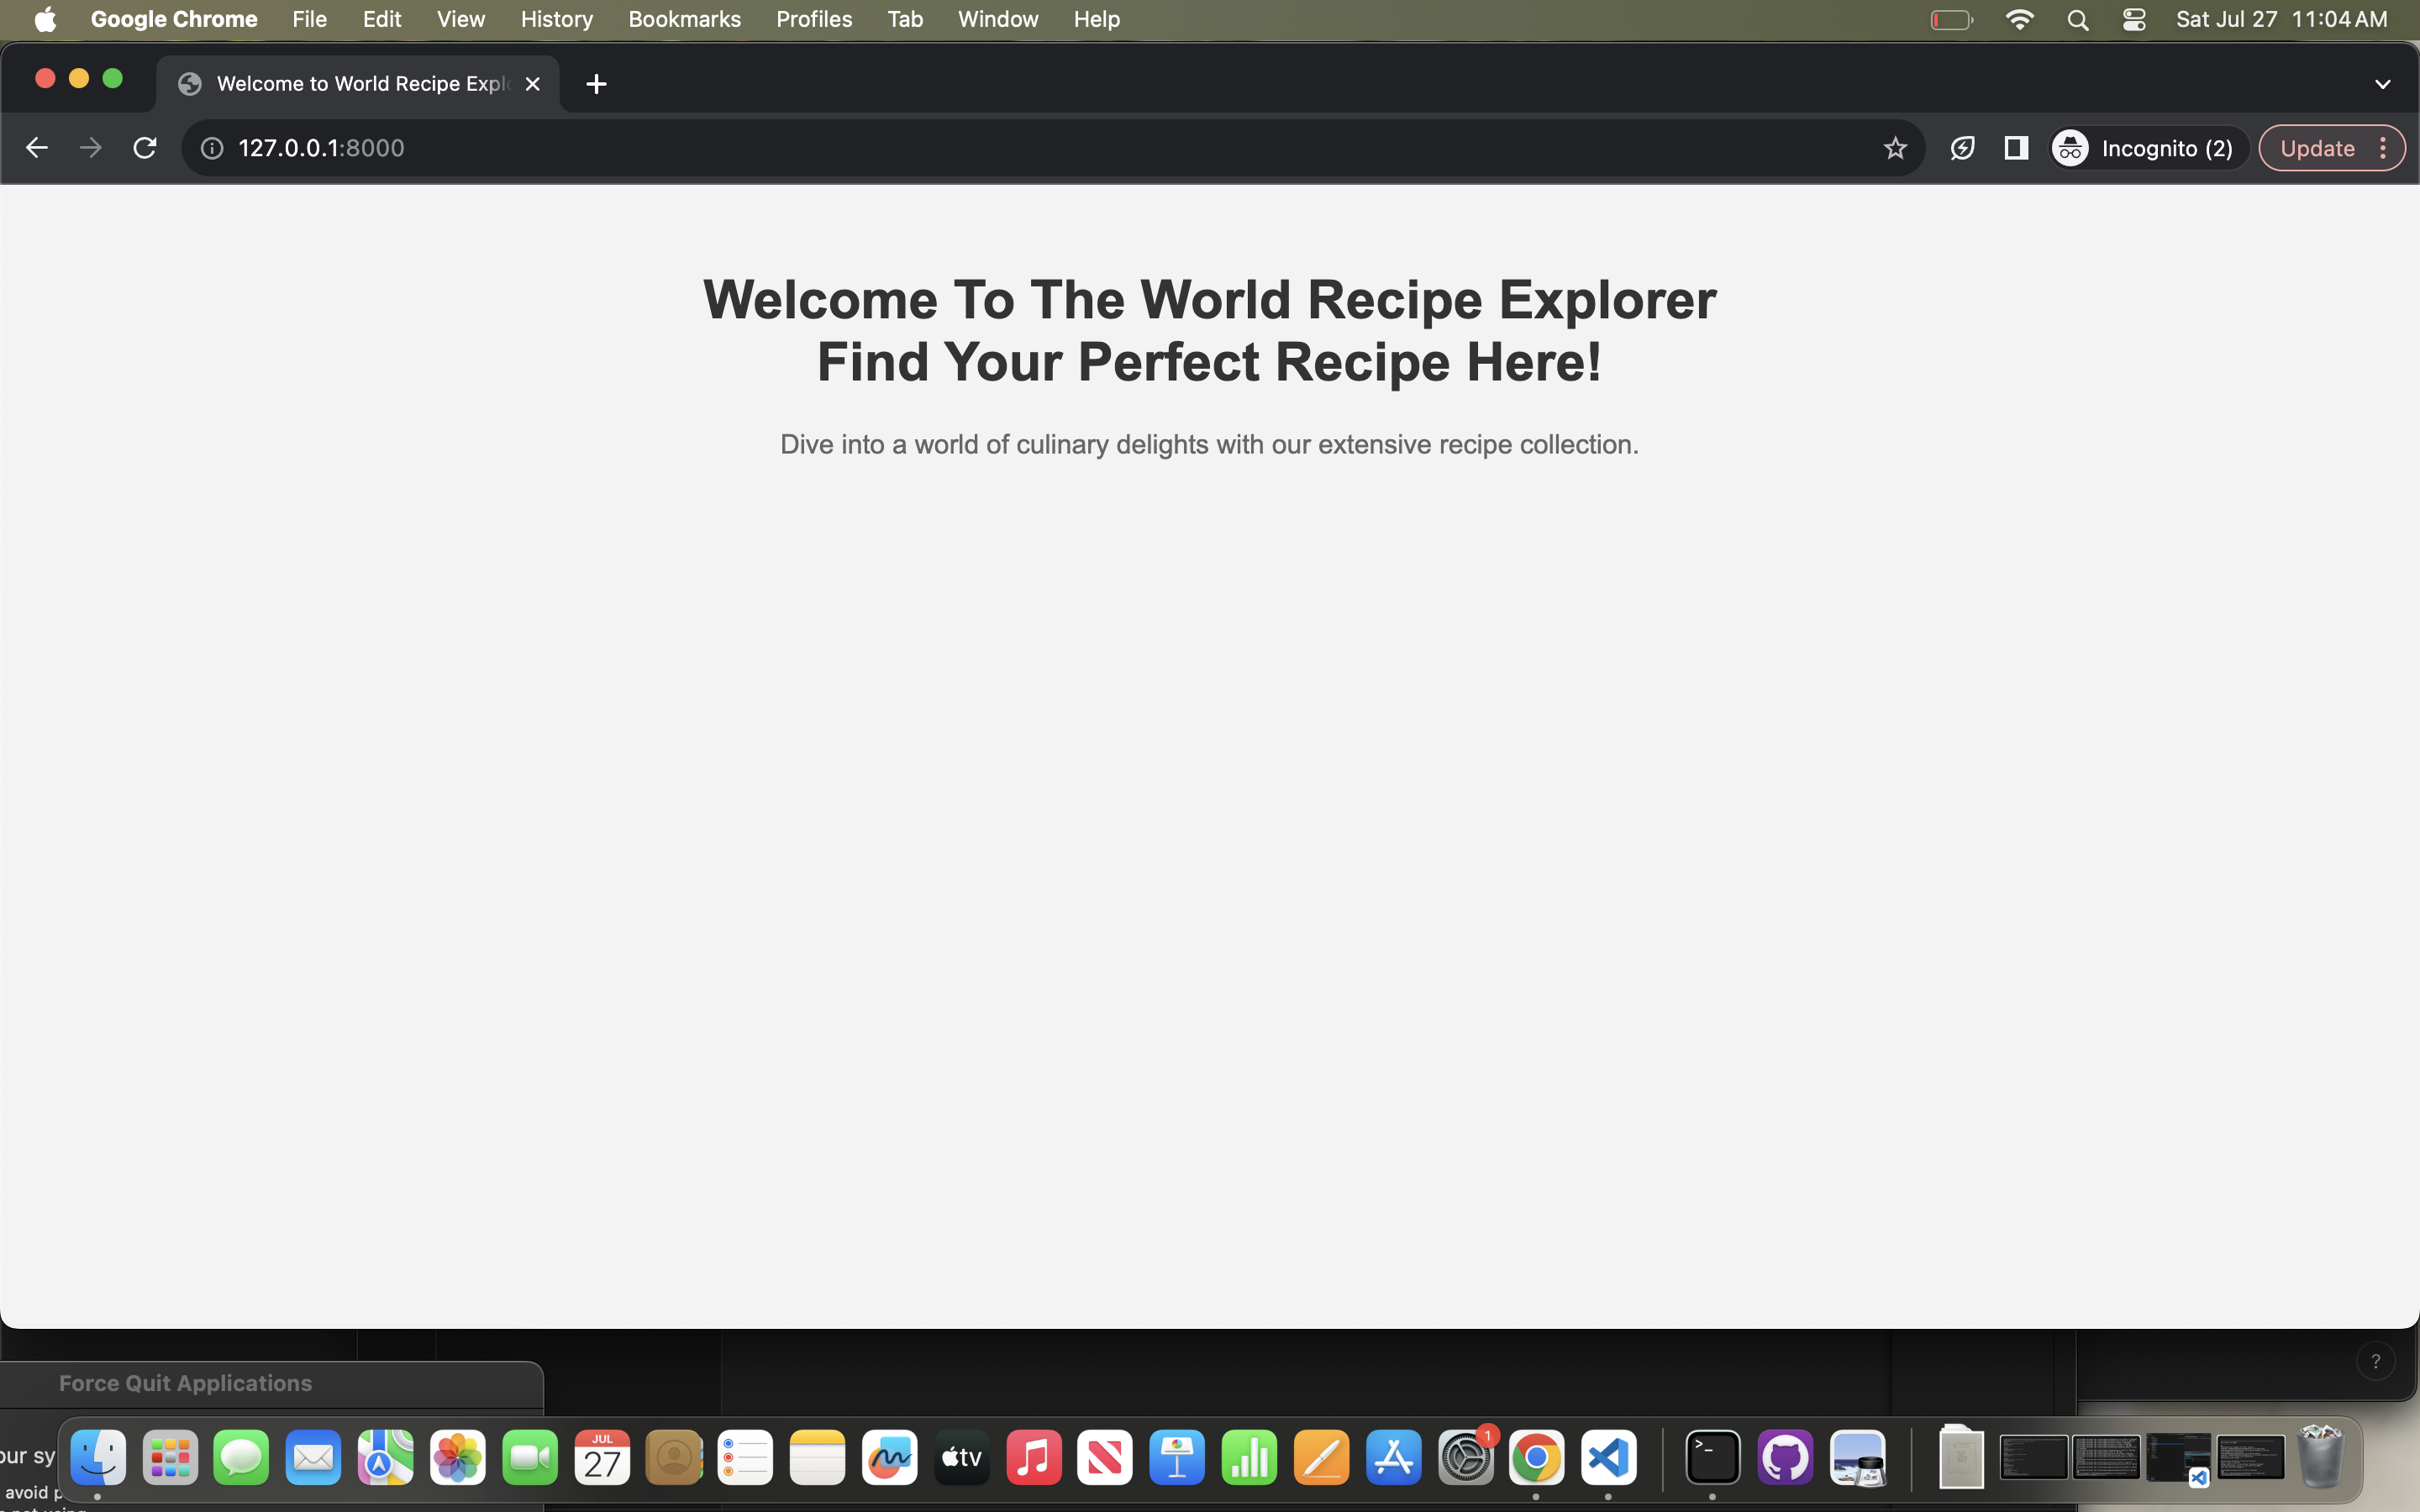 Google Chrome File Edit View History Bookmarks Profiles Tab Window Help Sat Jul 27 11:04 AM
Welcome to World Recipe Expl
127.0.0.1:8000 Incognito (2) Update
Welcome To The World Recipe Explorer
Find Your Perfect Recipe Here!
Dive into a world of culinary delights with our extensive recipe collection.
?
Force Quit Applications
JUL
27
tv
1
>_
our sy
avoid